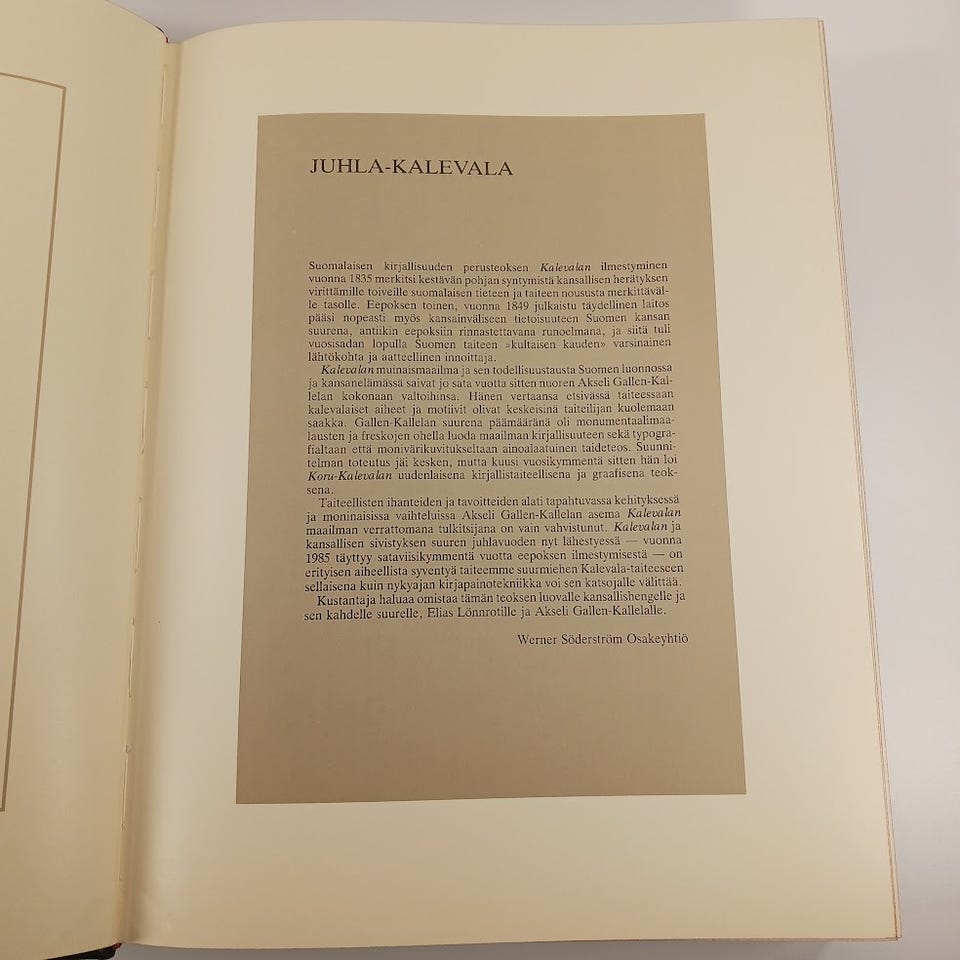 JUHLA-KALEVALA
Suomalaisen kirjallisuuden perusteoksen Kalevalan ilmestyminen
vuonna 1835 merkitsi kestävän pohjan syntymistä kansallisen herätyksen
virittämille toiveille suomalaisen tieteen ja taiteen noususta merkittäväl-
le tasolle. Eepoksen toinen, vuonna 1849 julkaistu täydellinen laitos
pääsi nopeasti myös kansainväliseen tietoisuuteen Suomen kansan
suurena, antiikin eepoksiin rinnastettavana runoelmana, ja siitä tuli
vuosisadan lopulla Suomen taiteen »kultaisen kauden» varsinainen
lähtökohta ja aatteellinen innoittaja.
Kalevalan muinaismaailma ja sen todellisuustausta Suomen luonnossa
ja kansanelämässä saivat jo sata vuotta sitten nuoren Akseli Gallen-Kal-
lelan kokonaan valtoihinsa. Hänen vertaansa etsivässä taiteessaan
kalevalaiset aiheet ja motiivit olivat keskeisinä taiteilijan kuolemaan
saakka. Gallen-Kallelan suurena päämääränä oli monumentaalimaa-
lausten ja freskojen ohella luoda maailman kirjallisuuteen sekä typogra-
fialtaan että monivärikuvitukseltaan ainoalaatuinen taideteos. Suunni-
telman toteutus jäi kesken, mutta kuusi vuosikymmentä sitten hän loi
Koru-Kalevalan uudenlaisena kirjallistaiteellisena ja graafisena teok-
sena.
Taiteellisten ihanteiden ja tavoitteiden alati tapahtuvassa kehityksessä
ja moninaisissa vaihteluissa Akseli Gallen-Kallelan asema Kalevalan
maailman verrattomana tulkitsijana on vain vahvistunut. Kalevalan ja
kansallisen sivistyksen suuren juhlavuoden nyt lähestyessä — vuonna
1985 täyttyy sataviisikymmentä vuotta eepoksen ilmestymisestä — on
erityisen aiheellista syventyä taiteemme suurmiehen Kalevala-taiteeseen
sellaisena kuin nykyajan kirjapainotekniikka voi sen katsojalle välittää.
Kustantaja haluaa omistaa tämän teoksen luovalle kansallishengelle ja
sen kahdelle suurelle, Elias Lönnrotille ja Akseli Gallen-Kallelalle.
Werner Söderström Osakeyhtiö